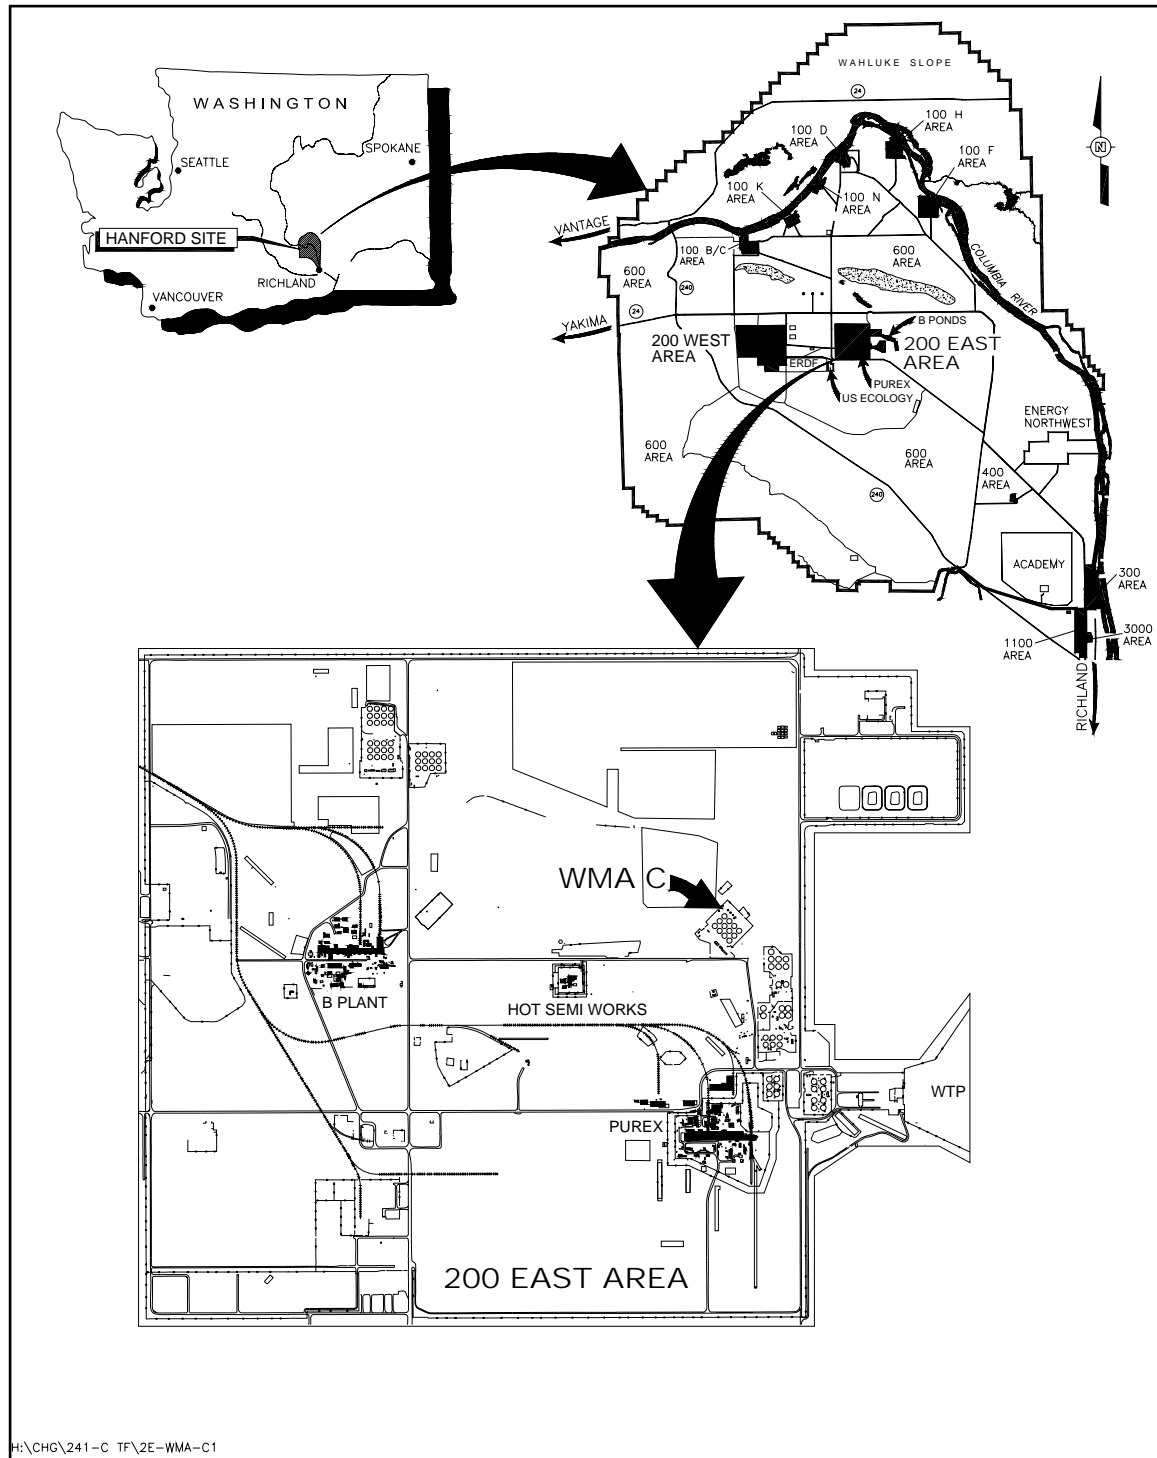 WASHINGTON
SEATTLE
SPOKANE
HANFORD SITE
RICHLAND
VANCOUVER
WAHLUKE SLOPE
24
100 D
AREA
100 H
AREA
100 F
AREA
100 K
AREA
100 N
AREA
N
VANTAGE
100 B/C
600
AREA
600
AREA
COLUMBIA
RIVER
240
24
YAKIMA
B PONDS
200 WEST
AREA
200 EAST
AREA
ERDF
PUREX
US ECOLOGY
ENERGY
NORTHWEST
600
AREA
600
AREA
400
AREA
240
ACADEMY
300
AREA
1100
AREA
3000
AREA
RICHLAND
WMA C
B PLANT
HOT SEMI WORKS
WTP
PUREX
200 EAST AREA
H:\CHG\241-C TF\2E-WMA-C1